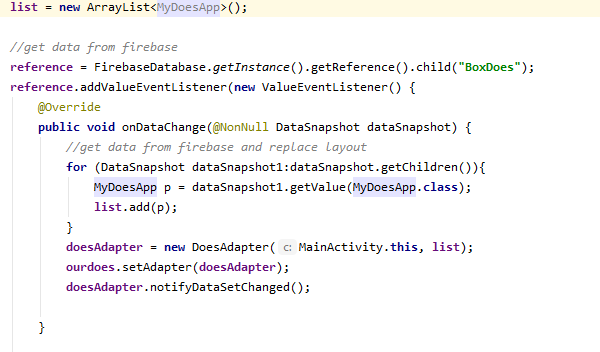 list = new ArrayList<MyDoesApp>();
//get data from firebase
reference = FirebaseDatabase.getInstance().getReference().child("BoxDoes");
reference.addValueEventListener(new ValueEventListener() {
@Override
public void onDataChange(@NonNull DataSnapshot dataSnapshot) {
//get data from firebase and replace layout
for (DataSnapshot dataSnapshot1:dataSnapshot.getChildren()){
MyDoesApp p = dataSnapshot1.getValue(MyDoesApp.class);
list.add(p);
}
doesAdapter = new DoesAdapter( c: MainActivity.this, list);
ourdoes.setAdapter(doesAdapter);
doesAdapter.notifyDataSetChanged();
}